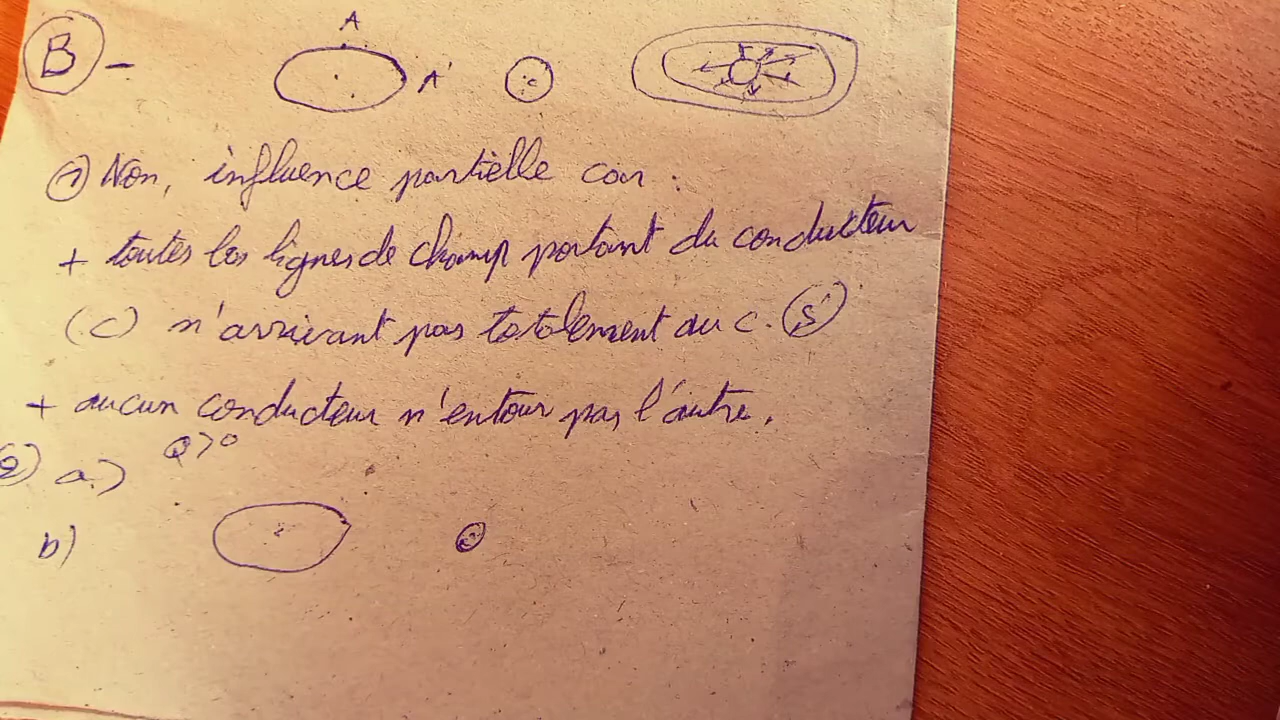 B - A
A' c
① Non, influence partielle car :
+ toutes les lignes de champ partant du conducteur
(C) n'arrivant pas totalement au c. (S')
+ aucun conducteur n'entour pas l'autre.
Q>0
2) a.)
b)